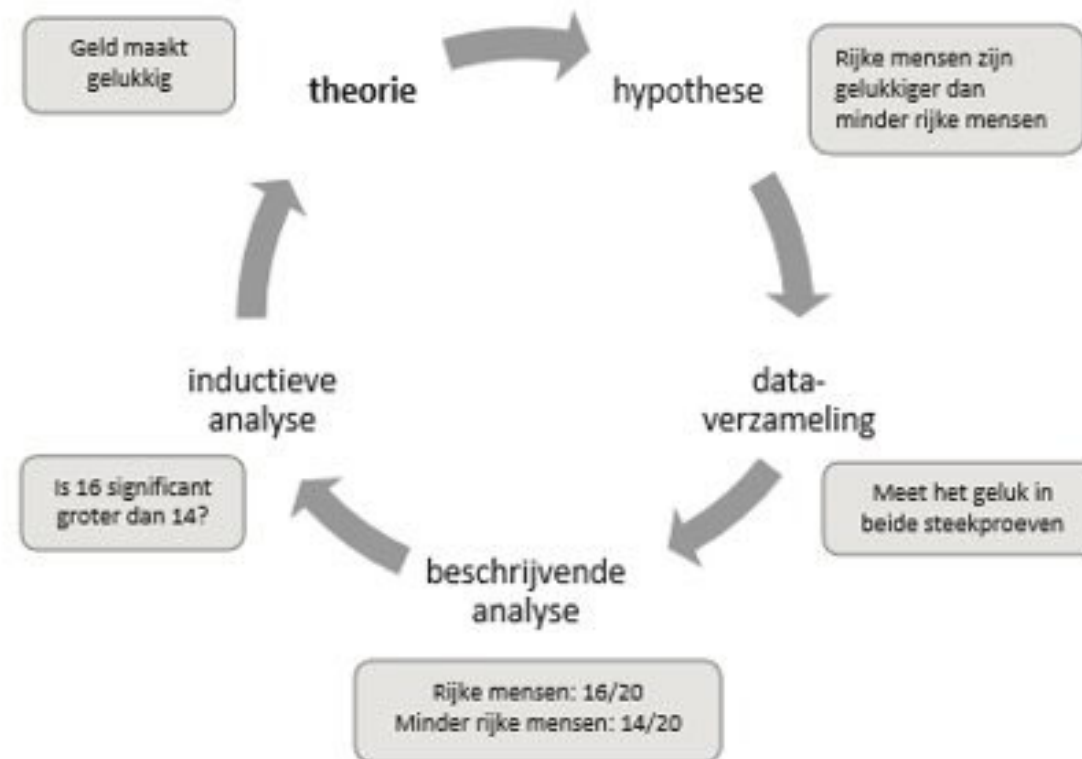 Geld maakt
gelukkig
theorie
hypothese
Rijke mensen zijn
gelukkiger dan
minder rijke mensen
data-
verzameling
Meet het geluk in
beide steekproeven
beschrijvende
analyse
Rijke mensen: 16/20
Minder rijke mensen: 14/20
inductieve
analyse
Is 16 significant
groter dan 14?